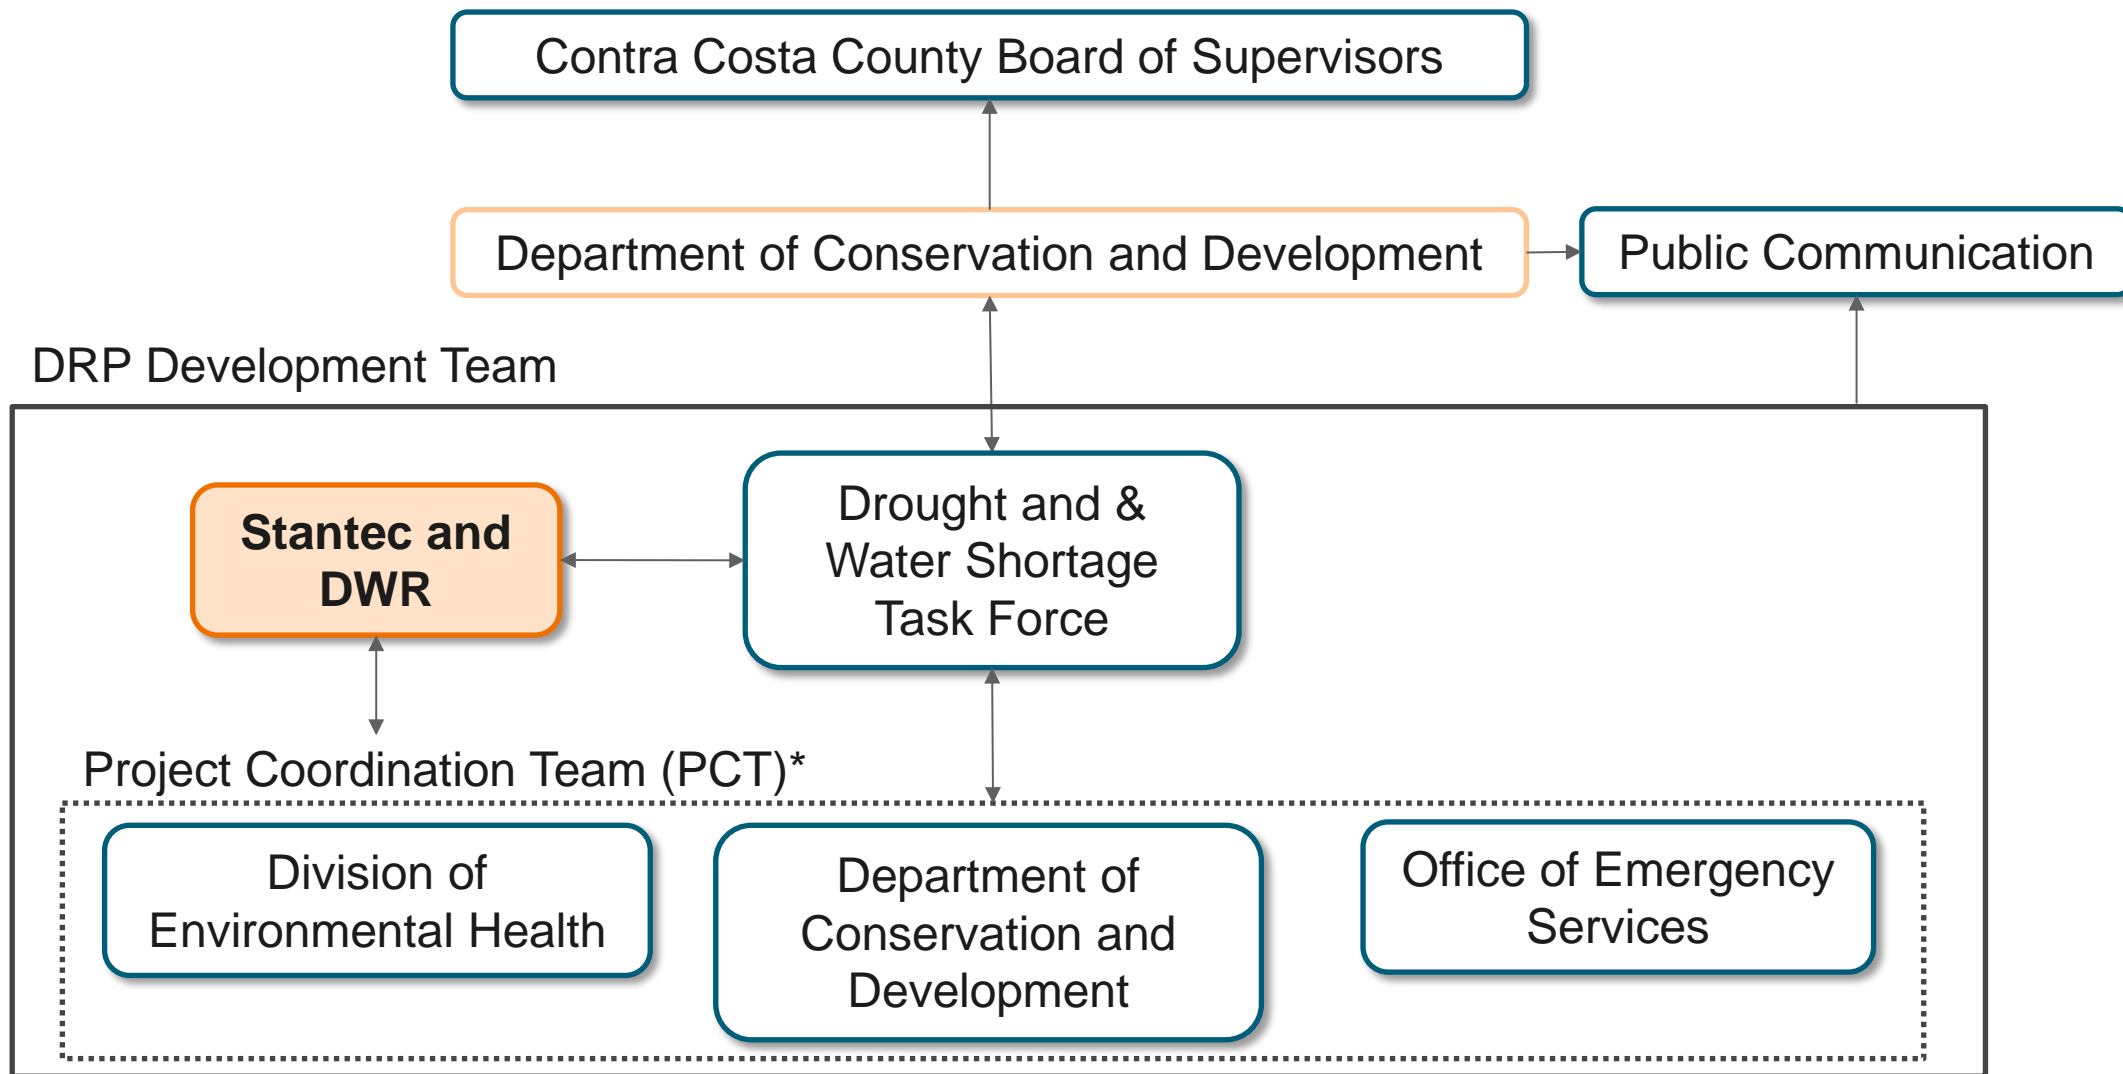 Contra Costa County Board of Supervisors
Department of Conservation and Development
Public Communication
DRP Development Team
Stantec and
DWR
Drought and &
Water Shortage
Task Force
Project Coordination Team (PCT)*
Division of
Environmental Health
Department of
Conservation and
Development
Office of Emergency
Services